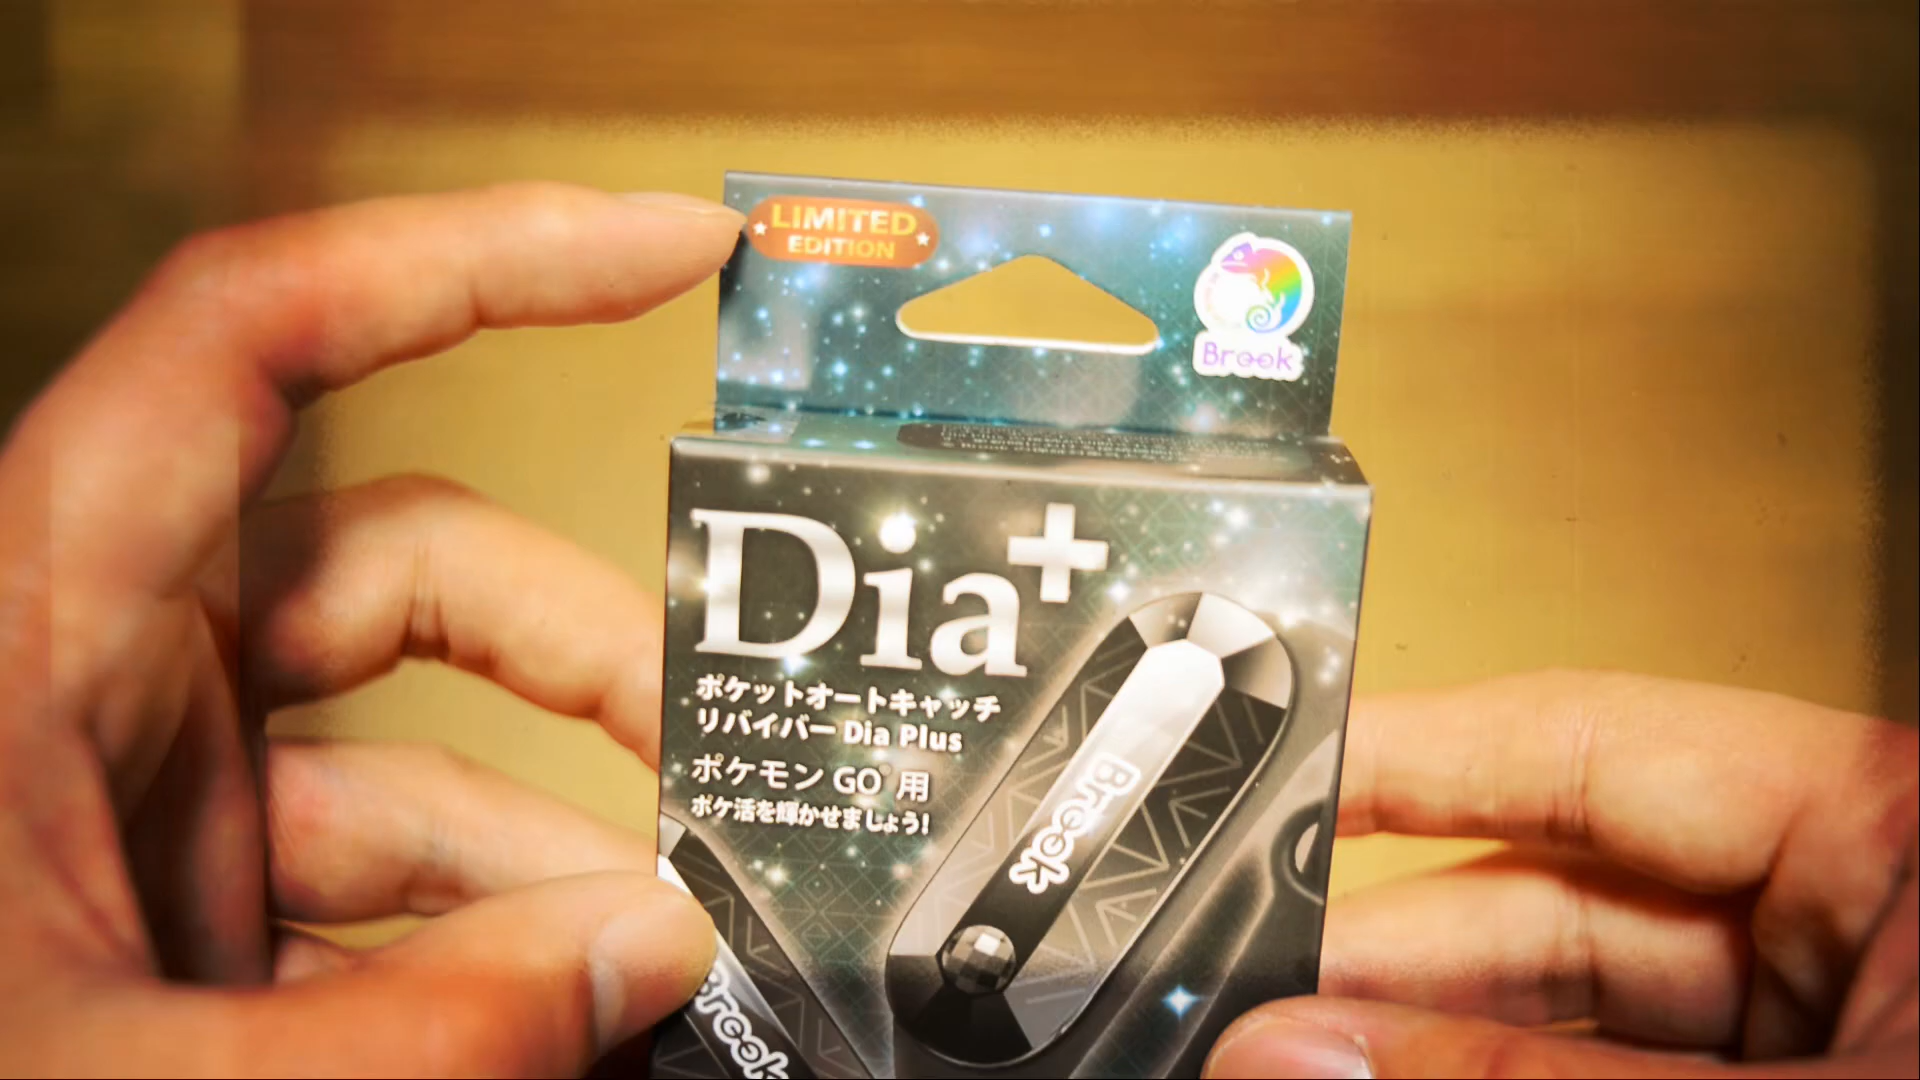 LIMITED
EDITION
Brook
Dia+
ポケットオートキャッチ
リバイバー Dia Plus
ポケモン GO 用
ポケ活を輝かせましょう!
Brook
Brook